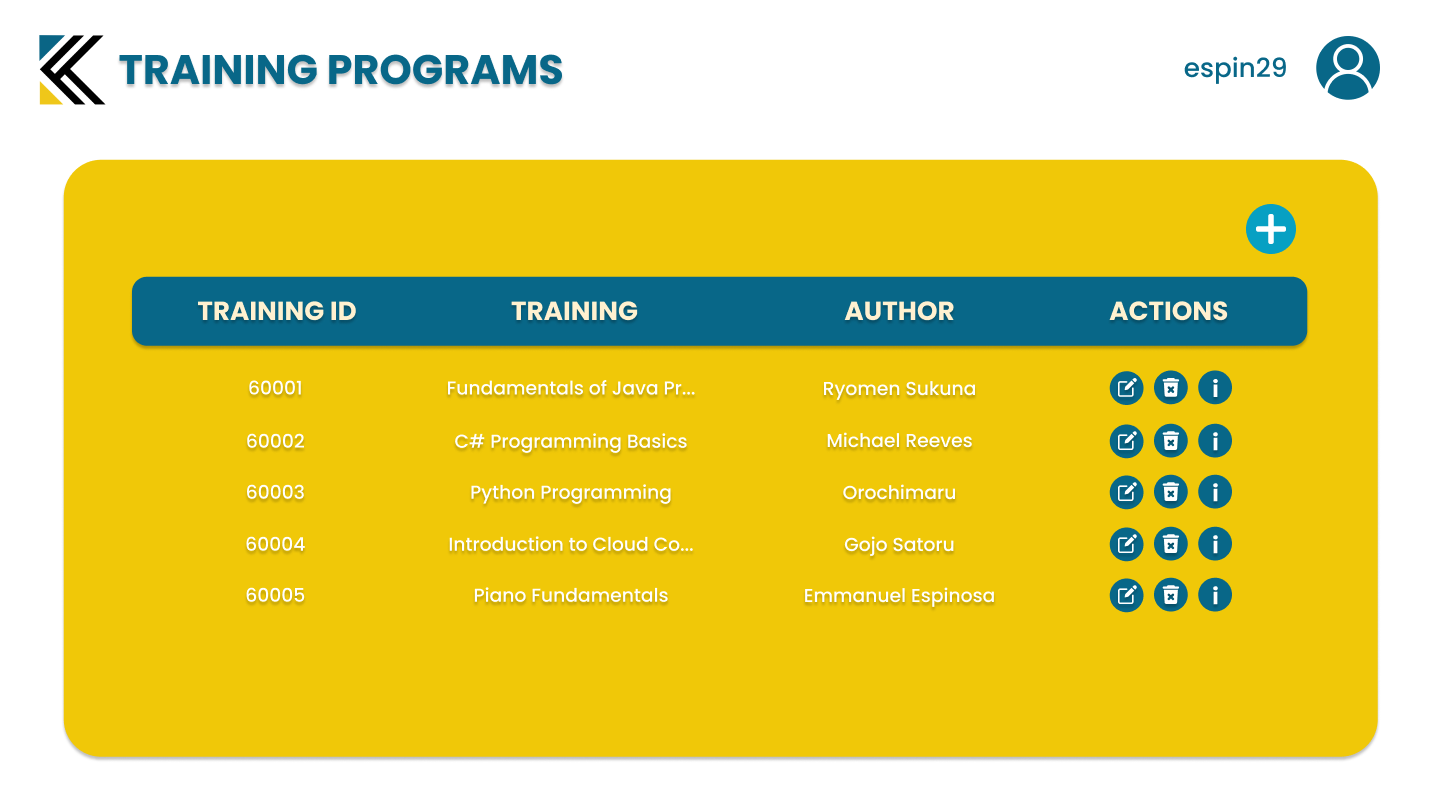 TRAINING PROGRAMS
espin29
TRAINING ID TRAINING AUTHOR ACTIONS
60001 Fundamentals of Java Pr... Ryomen Sukuna
60002 C# Programming Basics Michael Reeves
60003 Python Programming Orochimaru
60004 Introduction to Cloud Co... Gojo Satoru
60005 Piano Fundamentals Emmanuel Espinosa